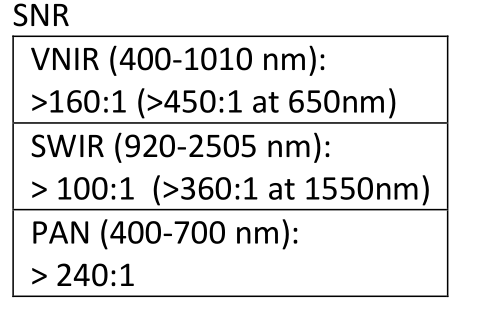 SNR
VNIR (400-1010 nm):
>160:1 (>450:1 at 650nm)
SWIR (920-2505 nm):
> 100:1  (>360:1 at 1550nm)
PAN (400-700 nm):
> 240:1